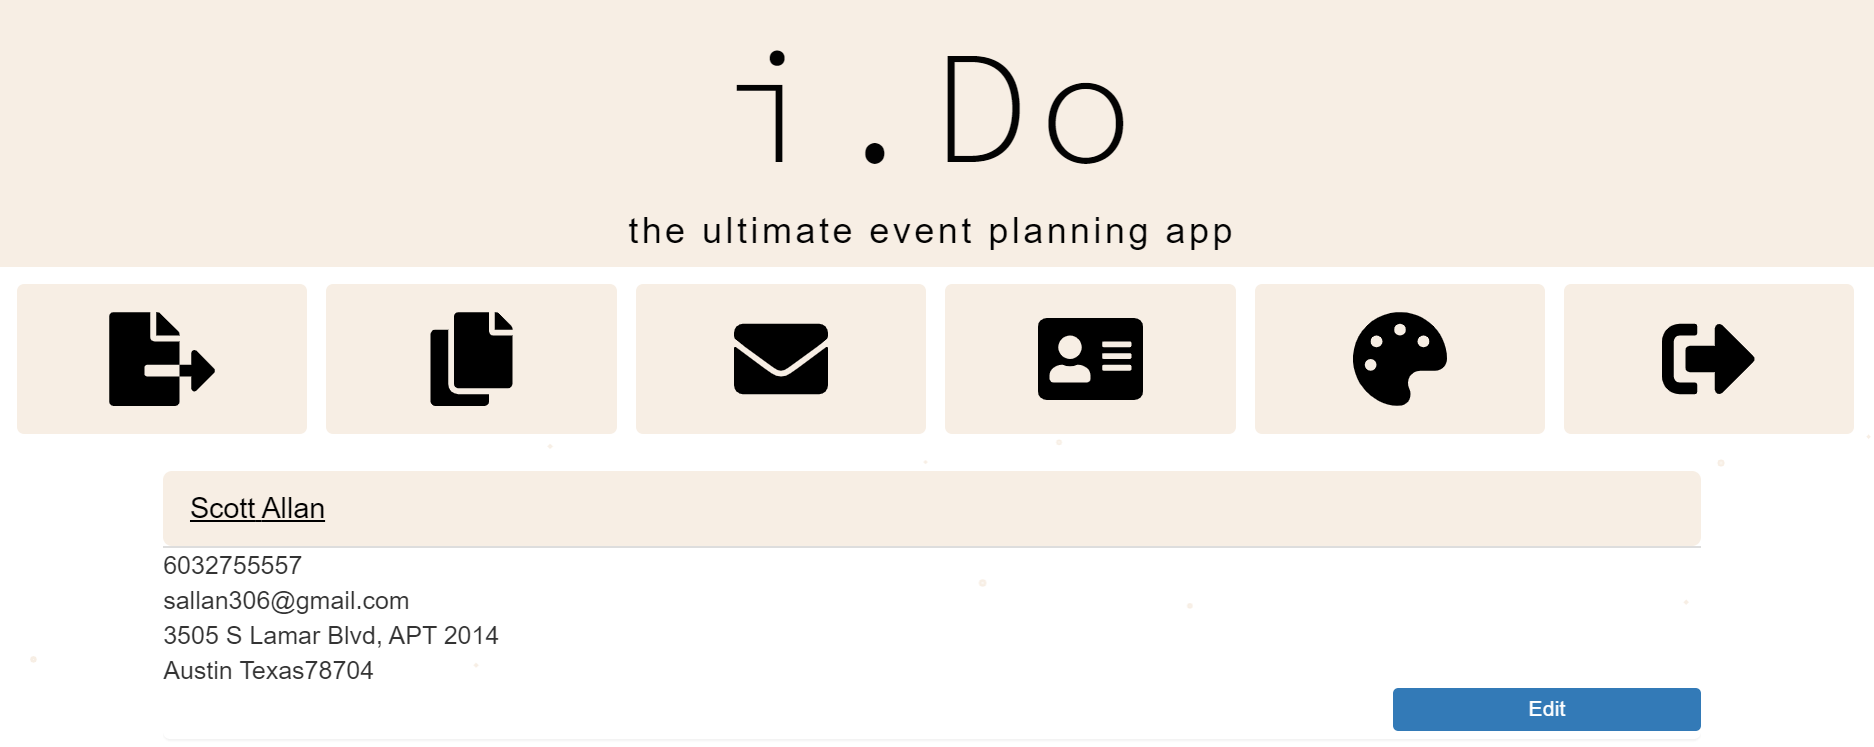 i.Do
the ultimate event planning app
Scott Allan
6032755557
sallan306@gmail.com
3505 S Lamar Blvd, APT 2014
Austin Texas78704
Edit